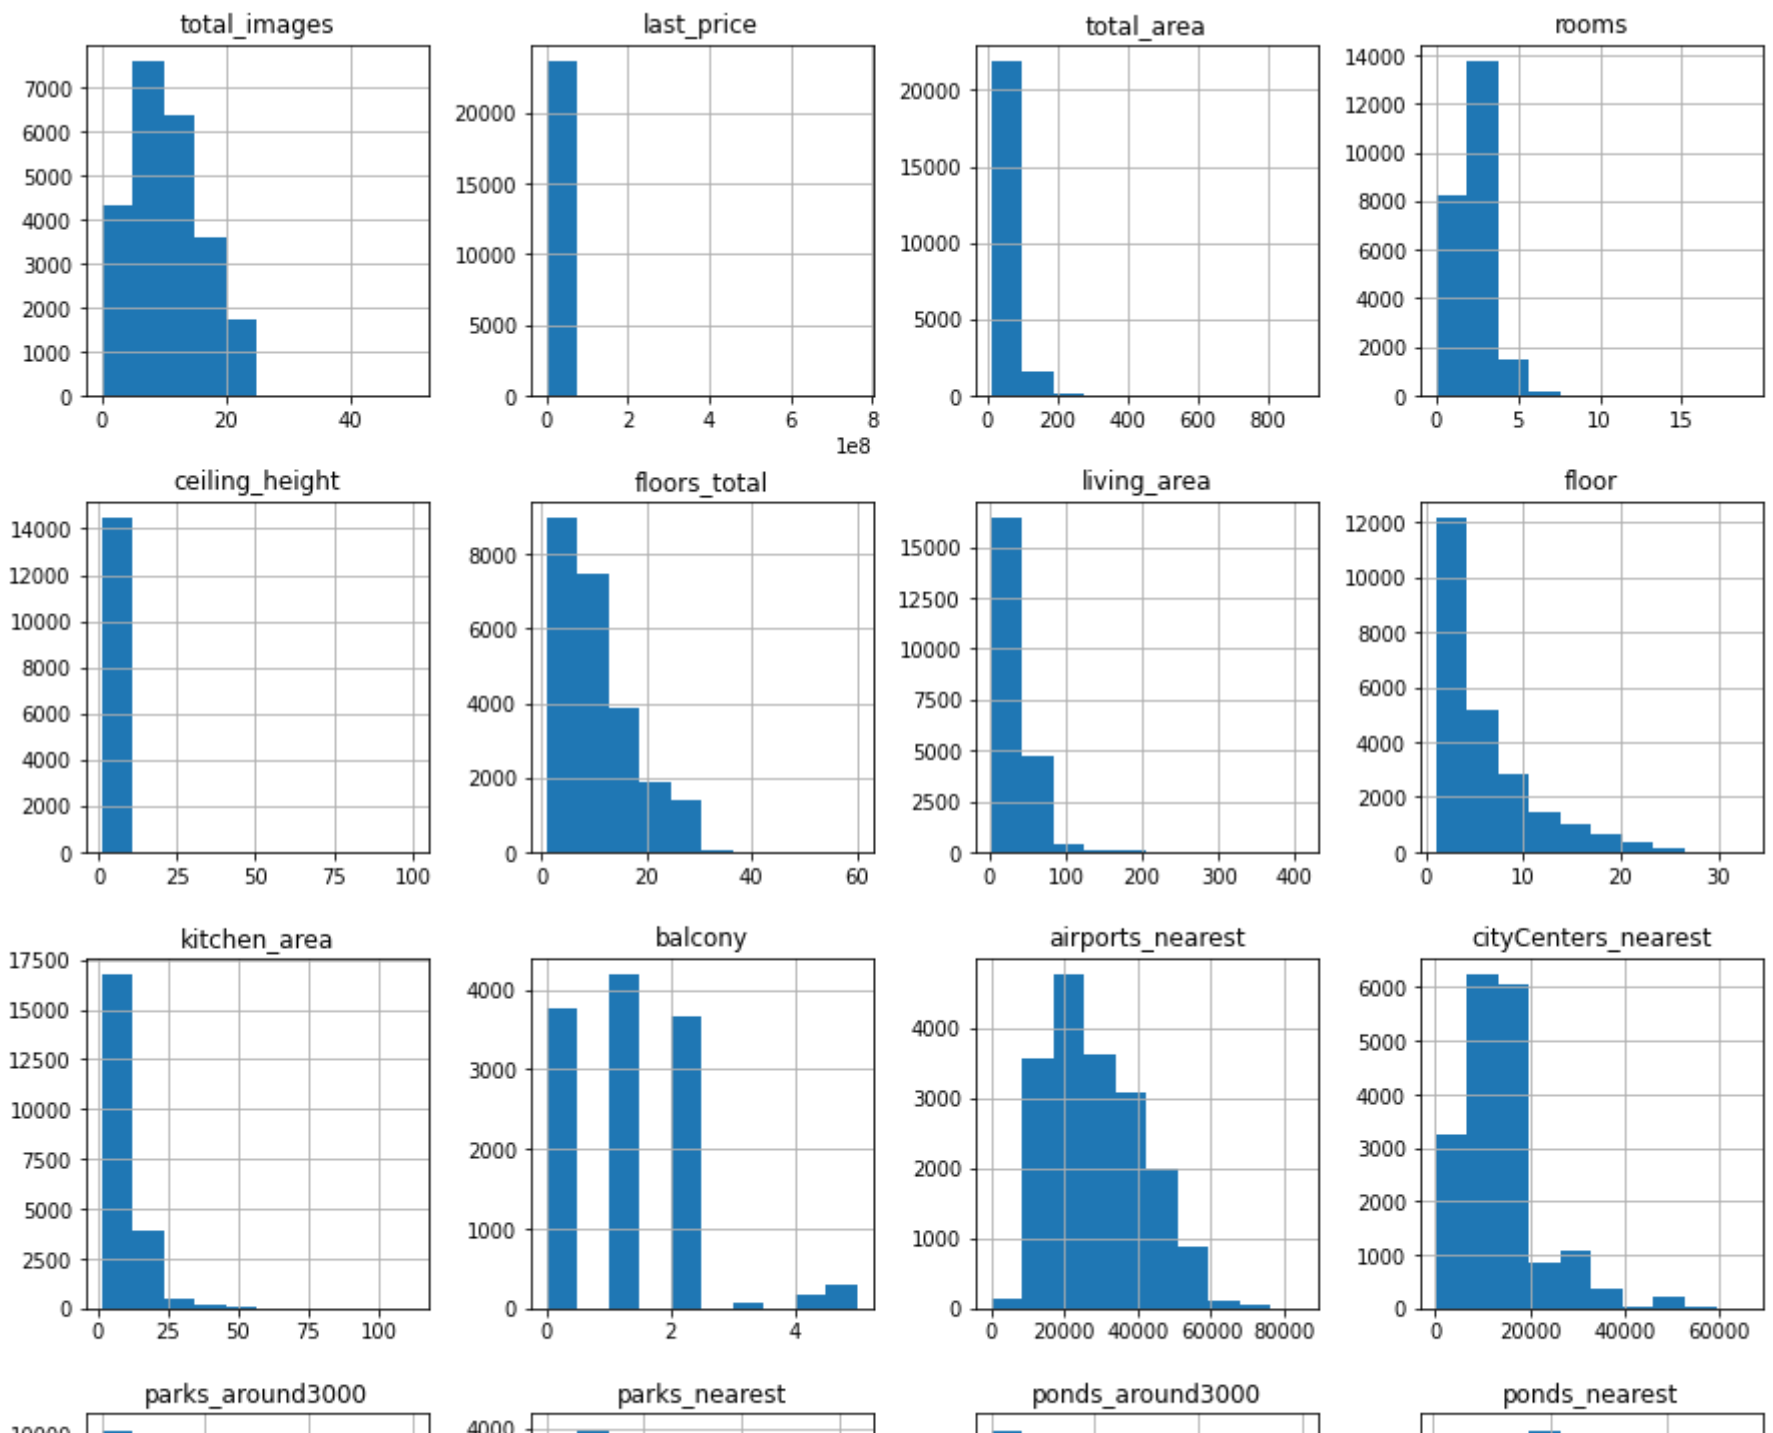 total_images
7000
6000
5000
4000
3000
2000
1000
0
0 20 40
last_price
20000
15000
10000
5000
0
0 2 4 6 8
1e8
total_area
20000
15000
10000
5000
0
0 200 400 600 800
rooms
14000
12000
10000
8000
6000
4000
2000
0
0 5 10 15
ceiling_height
14000
12000
10000
8000
6000
4000
2000
0
0 25 50 75 100
floors_total
8000
6000
4000
2000
0
0 20 40 60
living_area
15000
12500
10000
7500
5000
2500
0
0 100 200 300 400
floor
12000
10000
8000
6000
4000
2000
0
0 10 20 30
kitchen_area
17500
15000
12500
10000
7500
5000
2500
0
0 25 50 75 100
balcony
4000
3000
2000
1000
0
0 2 4
airports_nearest
4000
3000
2000
1000
0
0 20000 40000 60000 80000
cityCenters_nearest
6000
5000
4000
3000
2000
1000
0
0 20000 40000 60000
parks_around3000
parks_nearest
4000
ponds_around3000
ponds_nearest